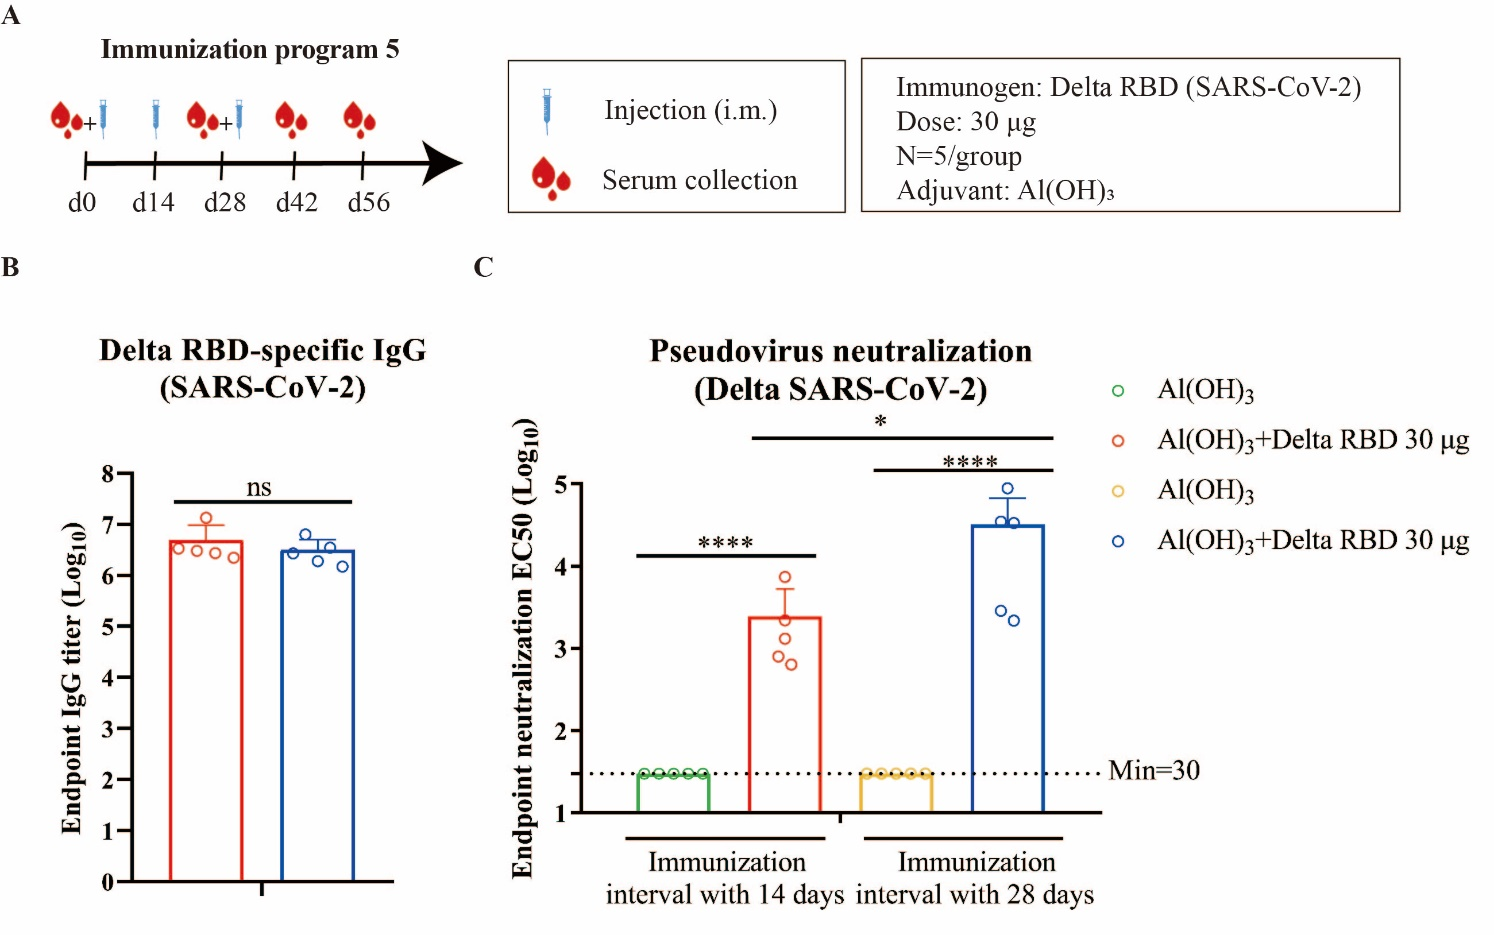 A
Immunization program 5
+
+
d0 d14 d28 d42 d56
Injection (i.m.)
Serum collection
Immunogen: Delta RBD (SARS-CoV-2)
Dose: 30 μg
N=5/group
Adjuvant: Al(OH)₃
B
Delta RBD-specific IgG
(SARS-CoV-2)
Endpoint IgG titer (Log₁₀)
8
7
6
5
4
3
2
1
0
ns
C
Pseudovirus neutralization
(Delta SARS-CoV-2)
Endpoint neutralization EC50 (Log₁₀)
5
4
3
2
1
*
****
****
Min=30
Immunization
interval with 14 days
Immunization
interval with 28 days
Al(OH)₃
Al(OH)₃+Delta RBD 30 μg
Al(OH)₃
Al(OH)₃+Delta RBD 30 μg